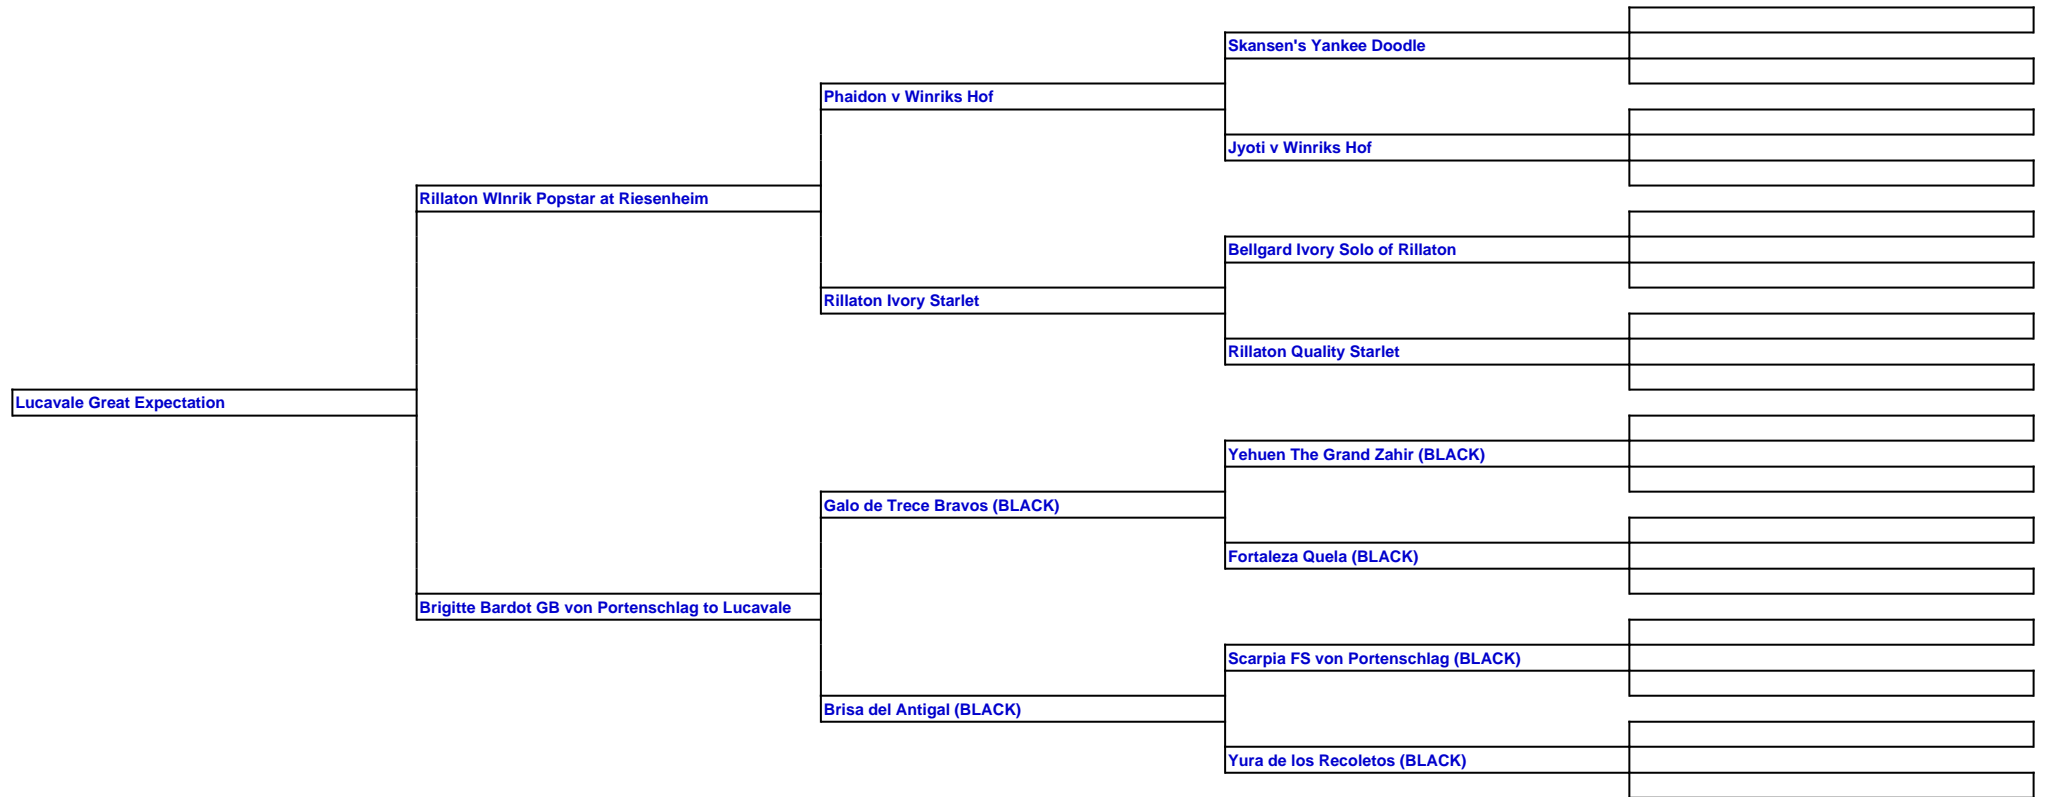 Skansen's Yankee Doodle
Phaidon v Winriks Hof
Jyoti v Winriks Hof
Rillaton WInrik Popstar at Riesenheim
Bellgard Ivory Solo of Rillaton
Rillaton Ivory Starlet
Rillaton Quality Starlet
Lucavale Great Expectation
Yehuen The Grand Zahir (BLACK)
Galo de Trece Bravos (BLACK)
Fortaleza Quela (BLACK)
Brigitte Bardot GB von Portenschlag to Lucavale
Scarpia FS von Portenschlag (BLACK)
Brisa del Antigal (BLACK)
Yura de los Recoletos (BLACK)